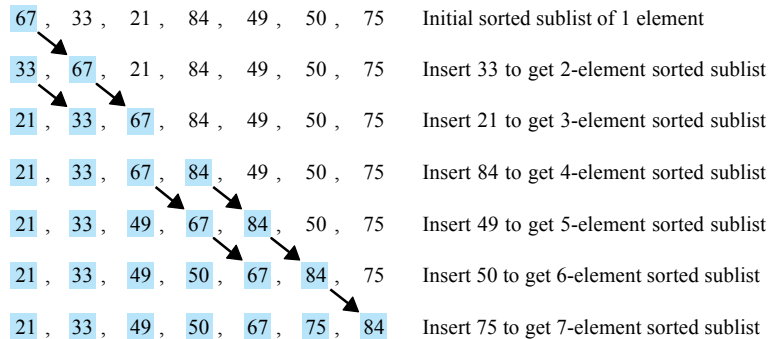 67 , 33 , 21 , 84 , 49 , 50 , 75 Initial sorted sublist of 1 element
33 , 67 , 21 , 84 , 49 , 50 , 75 Insert 33 to get 2-element sorted sublist
21 , 33 , 67 , 84 , 49 , 50 , 75 Insert 21 to get 3-element sorted sublist
21 , 33 , 67 , 84 , 49 , 50 , 75 Insert 84 to get 4-element sorted sublist
21 , 33 , 49 , 67 , 84 , 50 , 75 Insert 49 to get 5-element sorted sublist
21 , 33 , 49 , 50 , 67 , 84 , 75 Insert 50 to get 6-element sorted sublist
21 , 33 , 49 , 50 , 67 , 75 , 84 Insert 75 to get 7-element sorted sublist